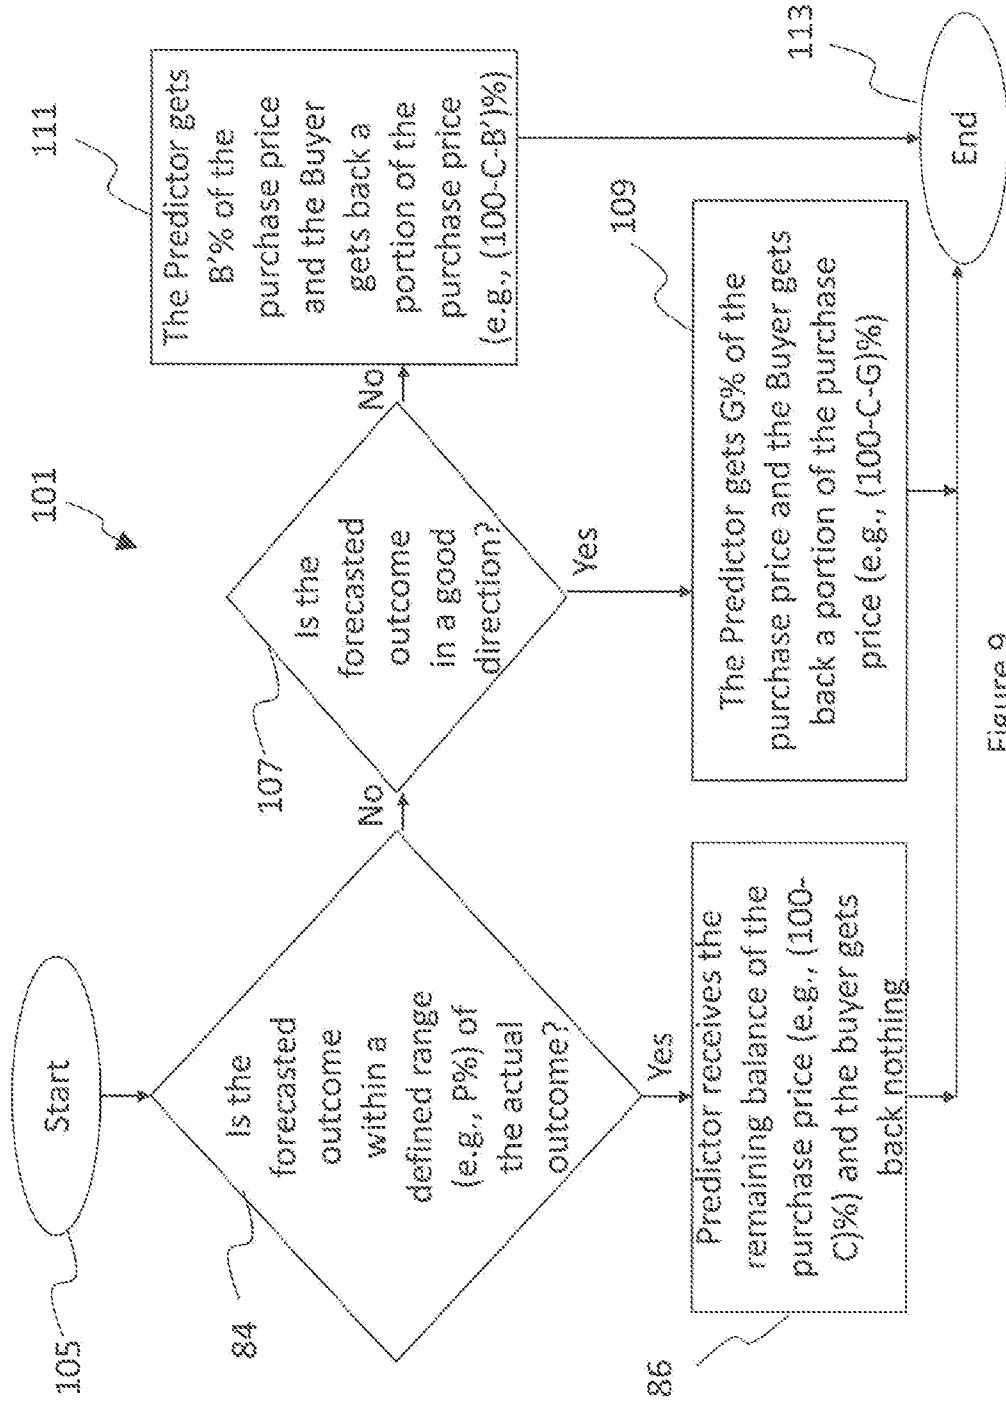 105
Start
101
84
Is the
forecasted
outcome
within a
defined range
(e.g., P%) of
the actual
outcome?
No
Yes
86
Predictor receives the
remaining balance of the
purchase price (e.g., (100-
C)%) and the buyer gets
back nothing
107
Is the
forecasted
outcome
in a good
direction?
No
Yes
109
The Predictor gets G% of the
purchase price and the Buyer gets
back a portion of the purchase
price (e.g., (100-C-G)%)
111
The Predictor gets
B'% of the
purchase price
and the Buyer
gets back a
portion of the
purchase price
(e.g., (100-C-B')%)
113
End
Figure 9